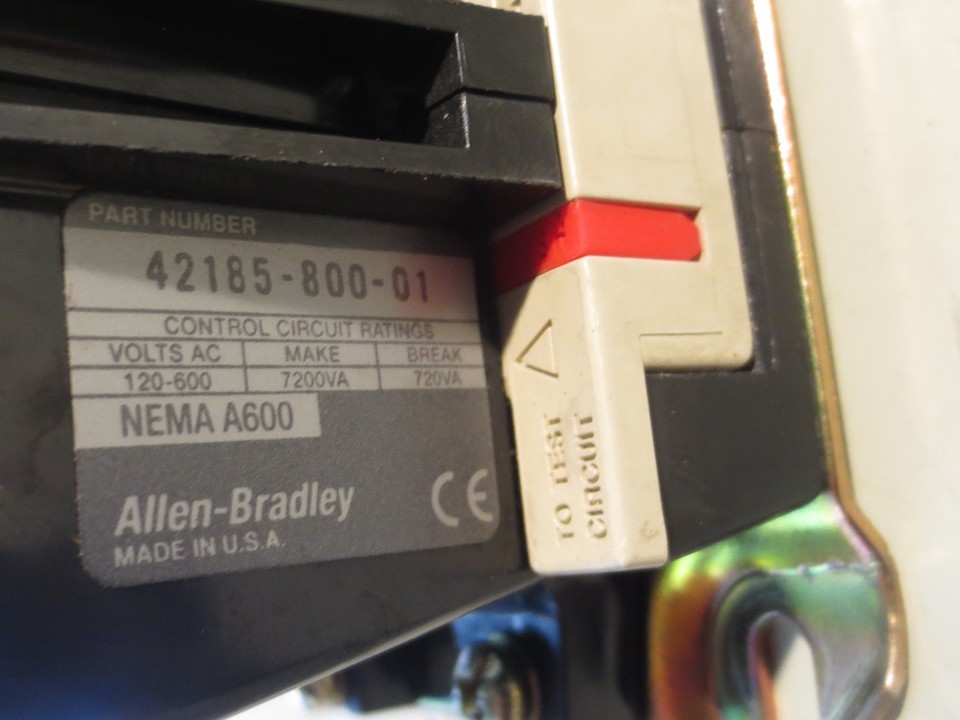 PART NUMBER
42185-800-01
CONTROL CIRCUIT RATINGS
VOLTS AC MAKE BREAK
120-600 7200VA 720VA
NEMA A600
Allen-Bradley
CE
MADE IN U.S.A.
TO TEST
CIRCUIT